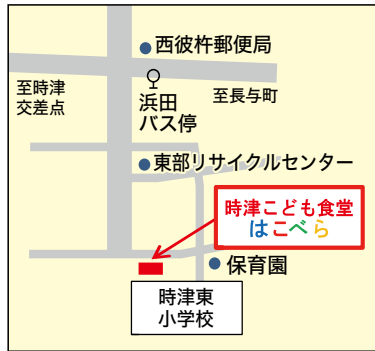 西彼杵郵便局
至時津
交差点
浜田
バス停
至長与町
東部リサイクルセンター
時津こども食堂
はこべら
保育園
時津東
小学校